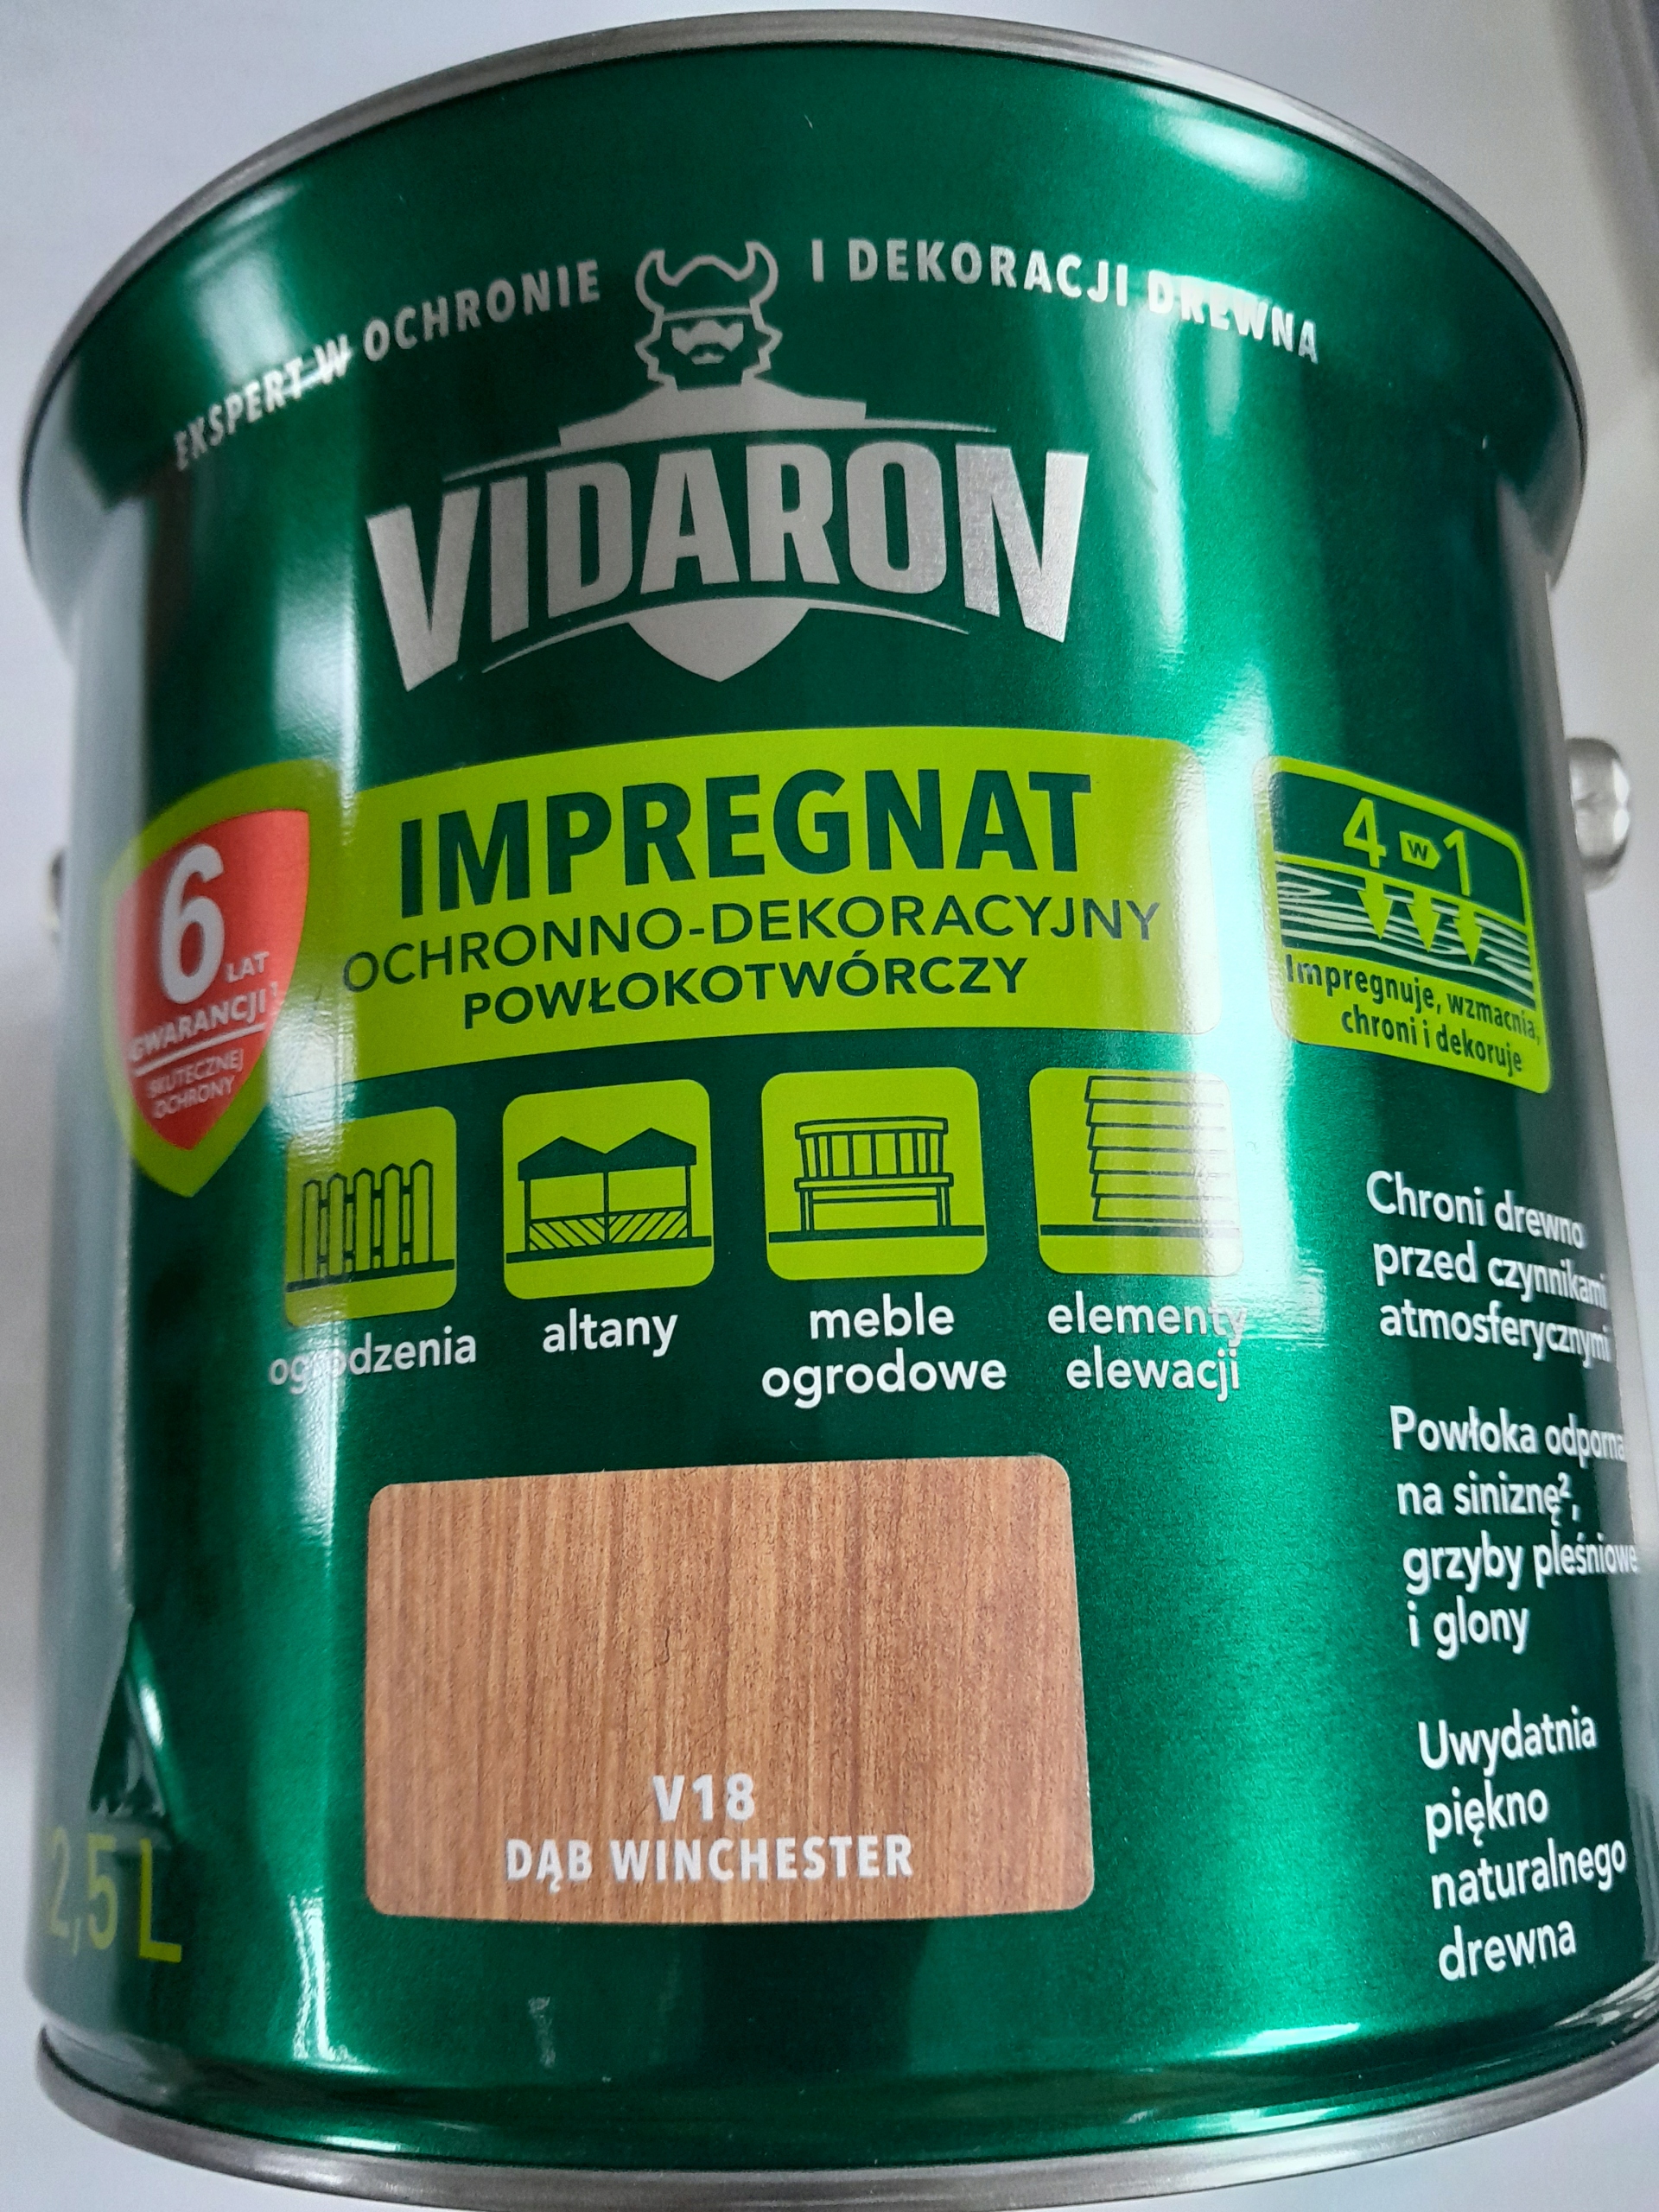 EKSPERT W OCHRONIE I DEKORACJI DREWNA
VIDARON
IMPREGNAT
OCHRONNO-DEKORACYJNY
POWŁOKOTWÓRCZY
6 LAT
GWARANCJI¹
SKUTECZNEJ
OCHRONY
4 w 1
Impregnuje, wzmacnia,
chroni i dekoruje
ogrodzenia
altany
meble
ogrodowe
elementy
elewacji
Chroni drewno
przed czynnikami
atmosferycznymi
Powłoka odporna
na siniznę²,
grzyby pleśniowe
i glony
Uwydatnia
piękno
naturalnego
drewna
V18
DĄB WINCHESTER
2,5 L